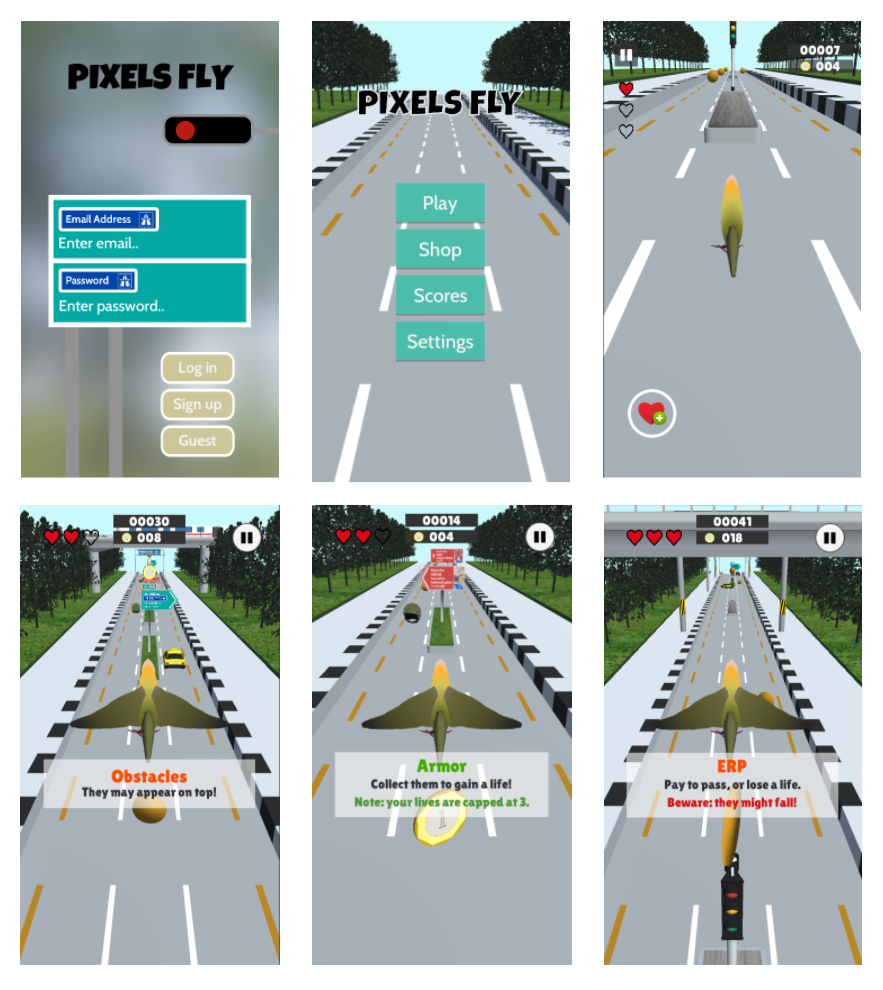 PIXELS FLY
Email Address
Enter email..
Password
Enter password..
Log in
Sign up
Guest
PIXELS FLY
Play
Shop
Scores
Settings
00007
004
00030
008
Obstacles
They may appear on top!
00014
004
Armor
Collect them to gain a life!
Note: your lives are capped at 3.
1
00041
018
ERP
Pay to pass, or lose a life.
Beware: they might fall!